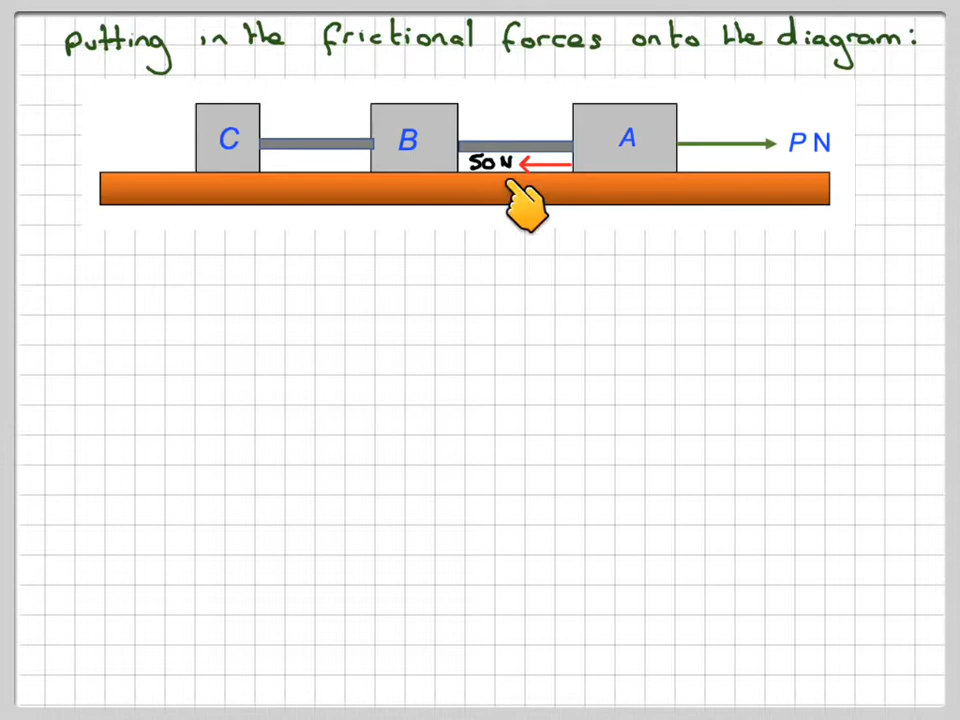 putting in the frictional forces onto the diagram:
C B A P N
50 N